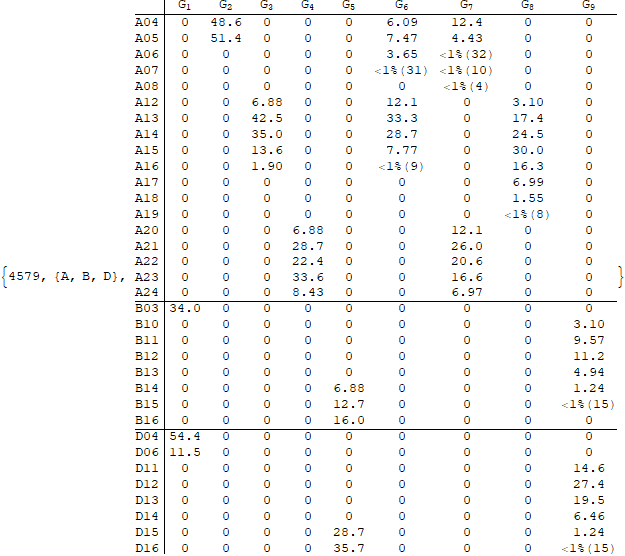 G1 G2 G3 G4 G5 G6 G7 G8 G9
A04 0 48.6 0 0 0 6.09 12.4 0 0
A05 0 51.4 0 0 0 7.47 4.43 0 0
A06 0 0 0 0 0 3.65 <1%(32) 0 0
A07 0 0 0 0 0 <1%(31) <1%(10) 0 0
A08 0 0 0 0 0 0 <1%(4) 0 0
A12 0 0 6.88 0 0 12.1 0 3.10 0
A13 0 0 42.5 0 0 33.3 0 17.4 0
A14 0 0 35.0 0 0 28.7 0 24.5 0
A15 0 0 13.6 0 0 7.77 0 30.0 0
A16 0 0 1.90 0 0 <1%(9) 0 16.3 0
A17 0 0 0 0 0 0 0 6.99 0
A18 0 0 0 0 0 0 0 1.55 0
A19 0 0 0 0 0 0 0 <1%(8) 0
A20 0 0 0 6.88 0 0 12.1 0 0
A21 0 0 0 28.7 0 0 26.0 0 0
A22 0 0 0 22.4 0 0 20.6 0 0
{4579, {A, B, D}, A23 0 0 0 33.6 0 0 16.6 0 0 }
A24 0 0 0 8.43 0 0 6.97 0 0
B03 34.0 0 0 0 0 0 0 0 0
B10 0 0 0 0 0 0 0 0 3.10
B11 0 0 0 0 0 0 0 0 9.57
B12 0 0 0 0 0 0 0 0 11.2
B13 0 0 0 0 0 0 0 0 4.94
B14 0 0 0 0 6.88 0 0 0 1.24
B15 0 0 0 0 12.7 0 0 0 <1%(15)
B16 0 0 0 0 16.0 0 0 0 0
D04 54.4 0 0 0 0 0 0 0 0
D06 11.5 0 0 0 0 0 0 0 0
D11 0 0 0 0 0 0 0 0 14.6
D12 0 0 0 0 0 0 0 0 27.4
D13 0 0 0 0 0 0 0 0 19.5
D14 0 0 0 0 0 0 0 0 6.46
D15 0 0 0 0 28.7 0 0 0 1.24
D16 0 0 0 0 35.7 0 0 0 <1%(15)